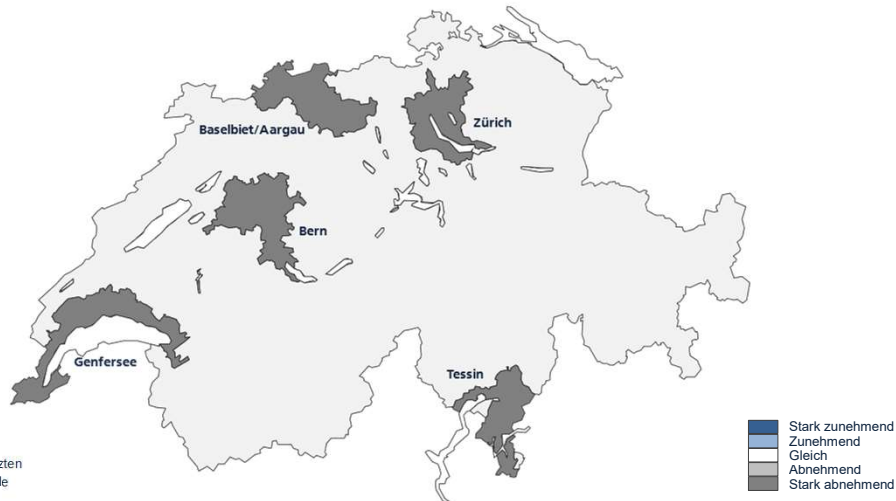 Zürich
Baselbiet/Aargau
Bern
Genfersee
Tessin
Stark zunehmend
Zunehmend
Gleich
Abnehmend
Stark abnehmend